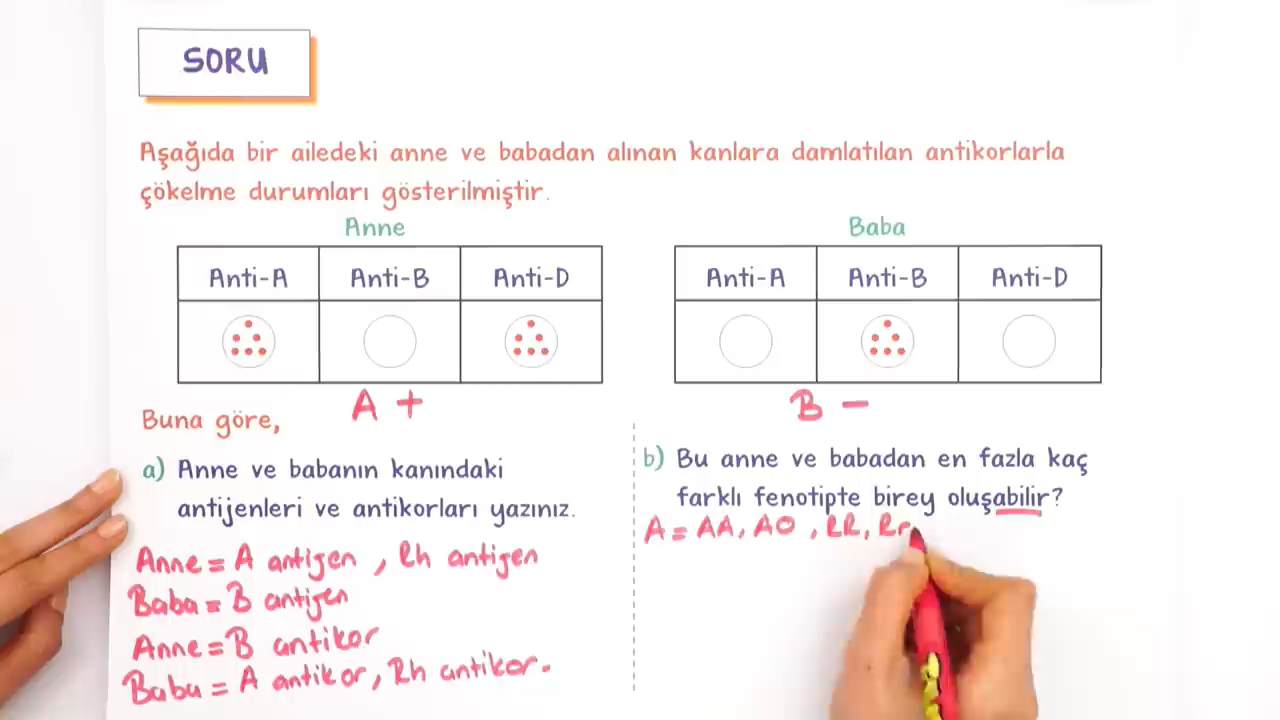 SORU
Aşağıda bir ailedeki anne ve babadan alınan kanlara damlatılan antikorlarla
çökelme durumları gösterilmiştir.
Anne
Anti-A Anti-B Anti-D
A +
Baba
Anti-A Anti-B Anti-D
B -
Buna göre,
a) Anne ve babanın kanındaki
antijenleri ve antikorları yazınız.
Anne = A antijen , Rh antijen
Baba = B antijen
Anne = B antikor
Baba = A antikor, Rh antikor.
b) Bu anne ve babadan en fazla kaç
farklı fenotipte birey oluşabilir?
A = AA, AO , RR, Rr